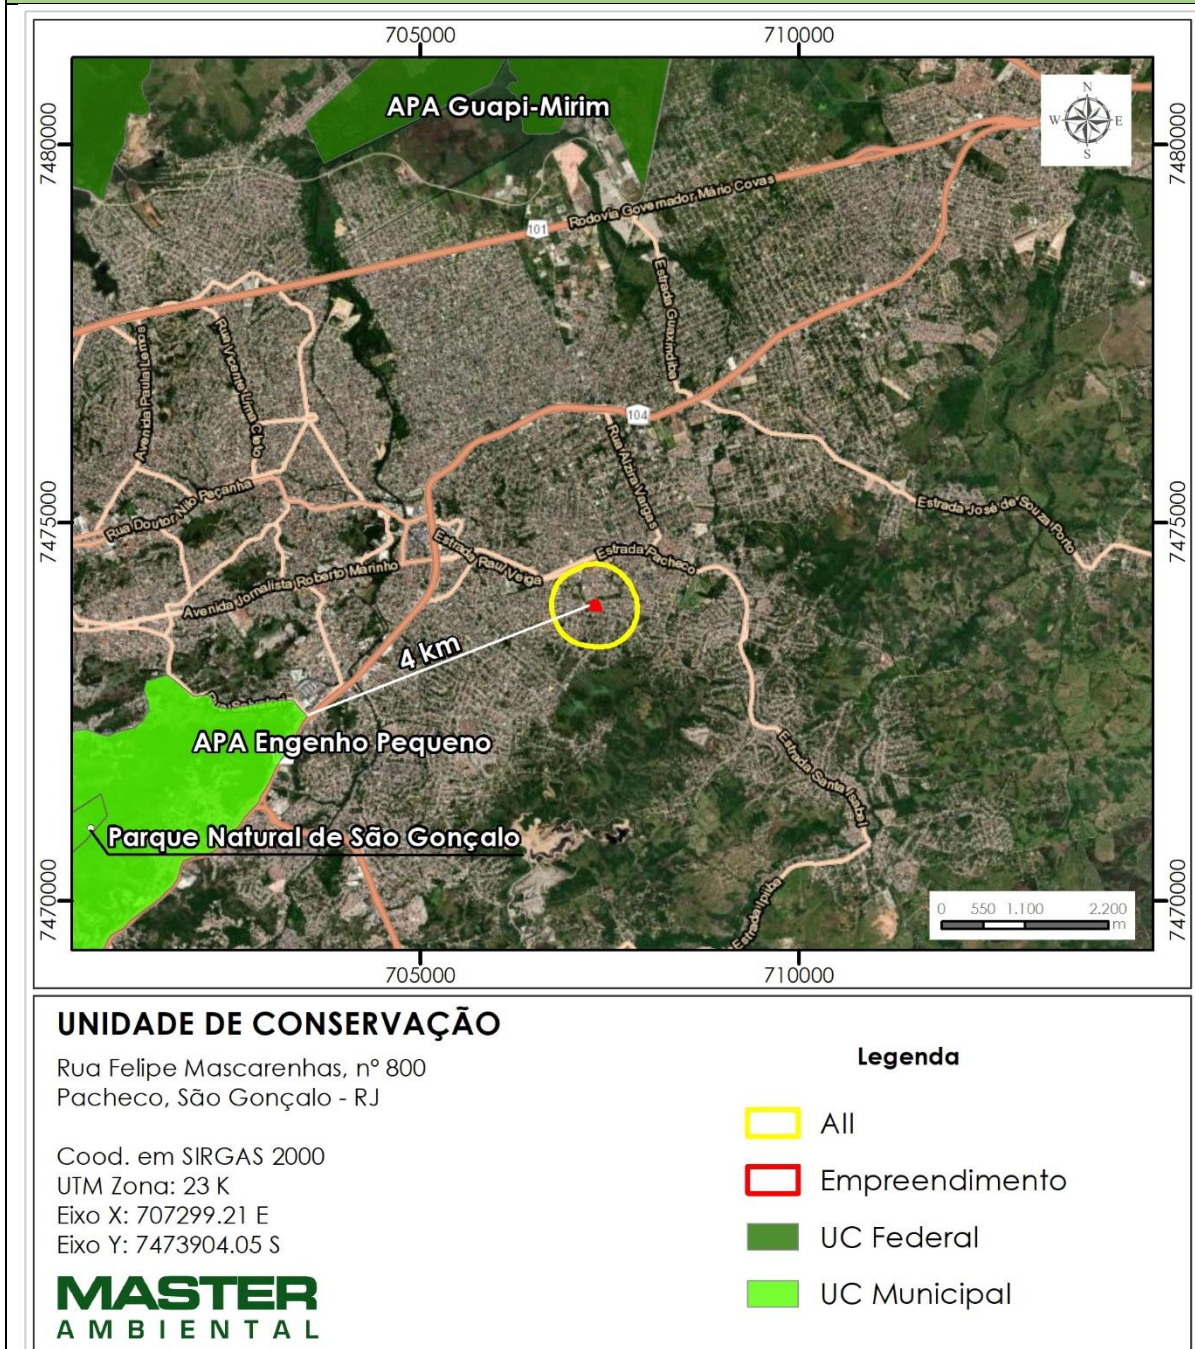 705000
710000
7480000
7480000
APA Guapi-Mirim
N
W
E
S
Rodovia Governador Mário Covas
101
Estrada Guaxindiba
Avenida Paula Lemos
104
Rua Alzira Vargas
Rua Doutor Nilo Peçanha
7475000
7475000
Estrada José de Souza Porto
Estrada Raul Veiga
Estrada Pacheco
Avenida Jornalista Roberto Marinho
4 km
APA Engenho Pequeno
Estrada Santa Isabel
Parque Natural de São Gonçalo
Estrada Ipiíba
7470000
7470000
0 550 1.100 2.200
m
705000
710000
UNIDADE DE CONSERVAÇÃO
Rua Felipe Mascarenhas, nº 800
Pacheco, São Gonçalo - RJ
Cood. em SIRGAS 2000
UTM Zona: 23 K
Eixo X: 707299.21 E
Eixo Y: 7473904.05 S
MASTER
AMBIENTAL
Legenda
AII
Empreendimento
UC Federal
UC Municipal